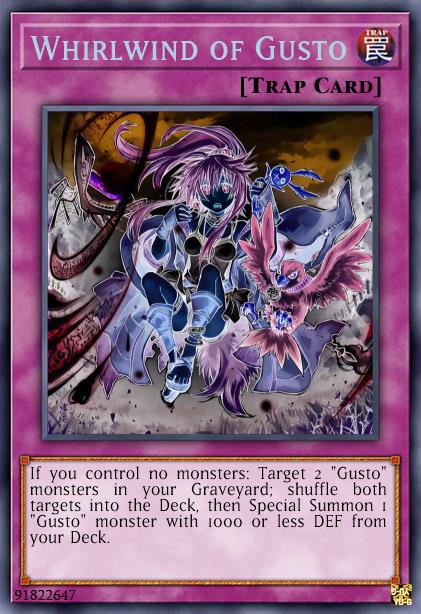 WHIRLWIND OF GUSTO
TRAP
罠
[TRAP CARD]
If you control no monsters: Target 2 "Gusto"
monsters in your Graveyard; shuffle both
targets into the Deck, then Special Summon 1
"Gusto" monster with 1000 or less DEF from
your Deck.
91822647